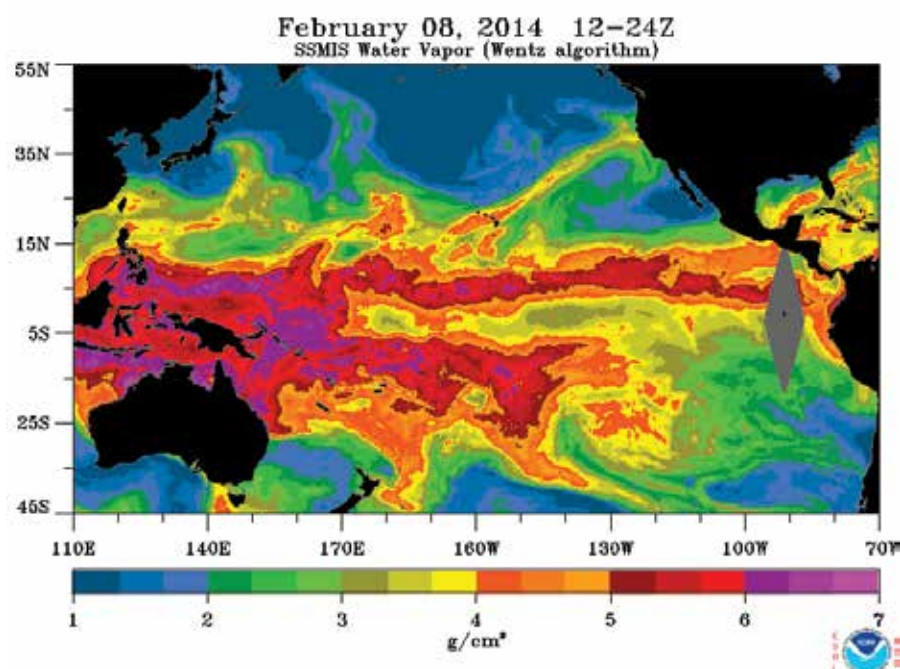 February 08, 2014 12-24Z
SSMIS Water Vapor (Wentz algorithm)
55N
35N
15N
5S
25S
45S
110E 140E 170E 160W 130W 100W 70W
1 2 3 4 5 6 7
g/cm²